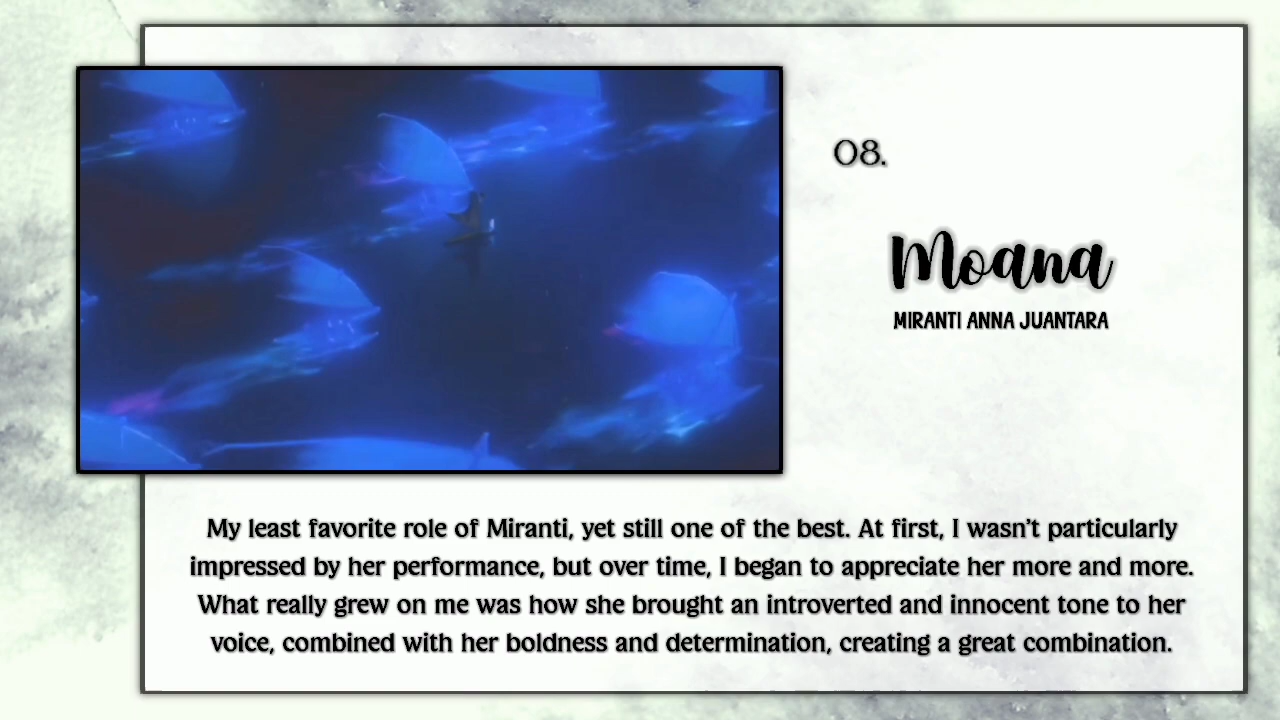 08.
Moana
MIRANTI ANNA JUANTARA
My least favorite role of Miranti, yet still one of the best. At first, I wasn't particularly
impressed by her performance, but over time, I began to appreciate her more and more.
What really grew on me was how she brought an introverted and innocent tone to her
voice, combined with her boldness and determination, creating a great combination.